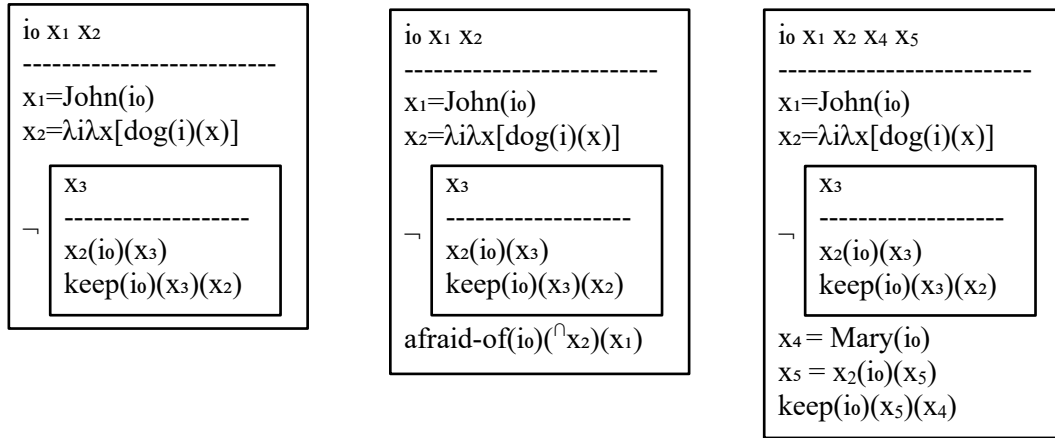 i₀ x₁ x₂
---------------------------
x₁=John(i₀)
x₂=λiλx[dog(i)(x)]
¬
x₃
-------------------
x₂(i₀)(x₃)
keep(i₀)(x₃)(x₂)
i₀ x₁ x₂
---------------------------
x₁=John(i₀)
x₂=λiλx[dog(i)(x)]
¬
x₃
-------------------
x₂(i₀)(x₃)
keep(i₀)(x₃)(x₂)
afraid-of(i₀)(∩x₂)(x₁)
i₀ x₁ x₂ x₄ x₅
---------------------------
x₁=John(i₀)
x₂=λiλx[dog(i)(x)]
¬
x₃
-------------------
x₂(i₀)(x₃)
keep(i₀)(x₃)(x₂)
x₄ = Mary(i₀)
x₅ = x₂(i₀)(x₅)
keep(i₀)(x₅)(x₄)